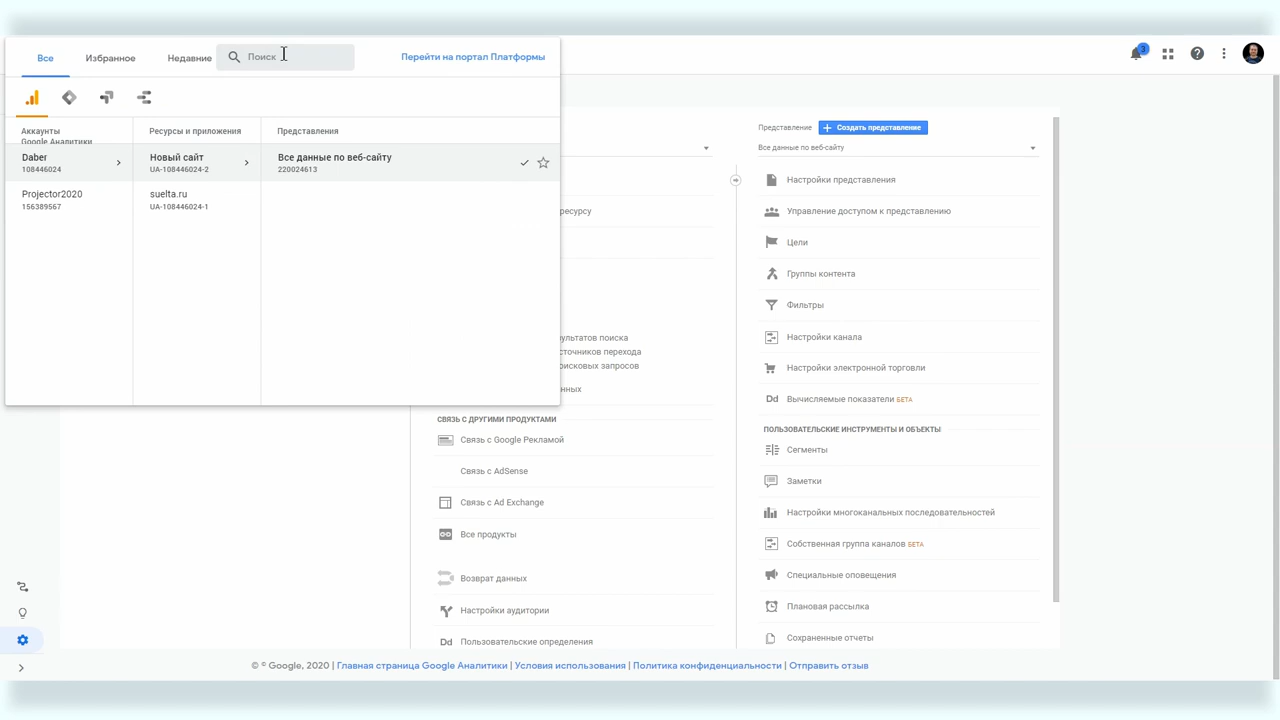 Все
Избранное
Недавние
Поиск
Перейти на портал Платформы
3
Аккаунты
Google Аналитики
Ресурсы и приложения
Представления
Daber
108446024
Новый сайт
UA-108446024-2
Все данные по веб-сайту
220024613
Projector2020
156389567
suelta.ru
UA-108446024-1
ресурсу
Представление
Создать представление
Все данные по веб-сайту
Настройки представления
Управление доступом к представлению
Цели
Группы контента
Фильтры
Настройки канала
Настройки электронной торговли
Dd Вычисляемые показатели БЕТА
ПОЛЬЗОВАТЕЛЬСКИЕ ИНСТРУМЕНТЫ И ОБЪЕКТЫ
Сегменты
Заметки
Настройки многоканальных последовательностей
Собственная группа каналов БЕТА
Специальные оповещения
Плановая рассылка
Сохраненные отчеты
ультатов поиска
сточников перехода
оисковых запросов
нных
СВЯЗЬ С ДРУГИМИ ПРОДУКТАМИ
Связь с Google Рекламой
Связь с AdSense
Связь с Ad Exchange
Все продукты
Возврат данных
Настройки аудитории
Dd Пользовательские определения
© ® Google, 2020 | Главная страница Google Аналитики | Условия использования | Политика конфиденциальности | Отправить отзыв